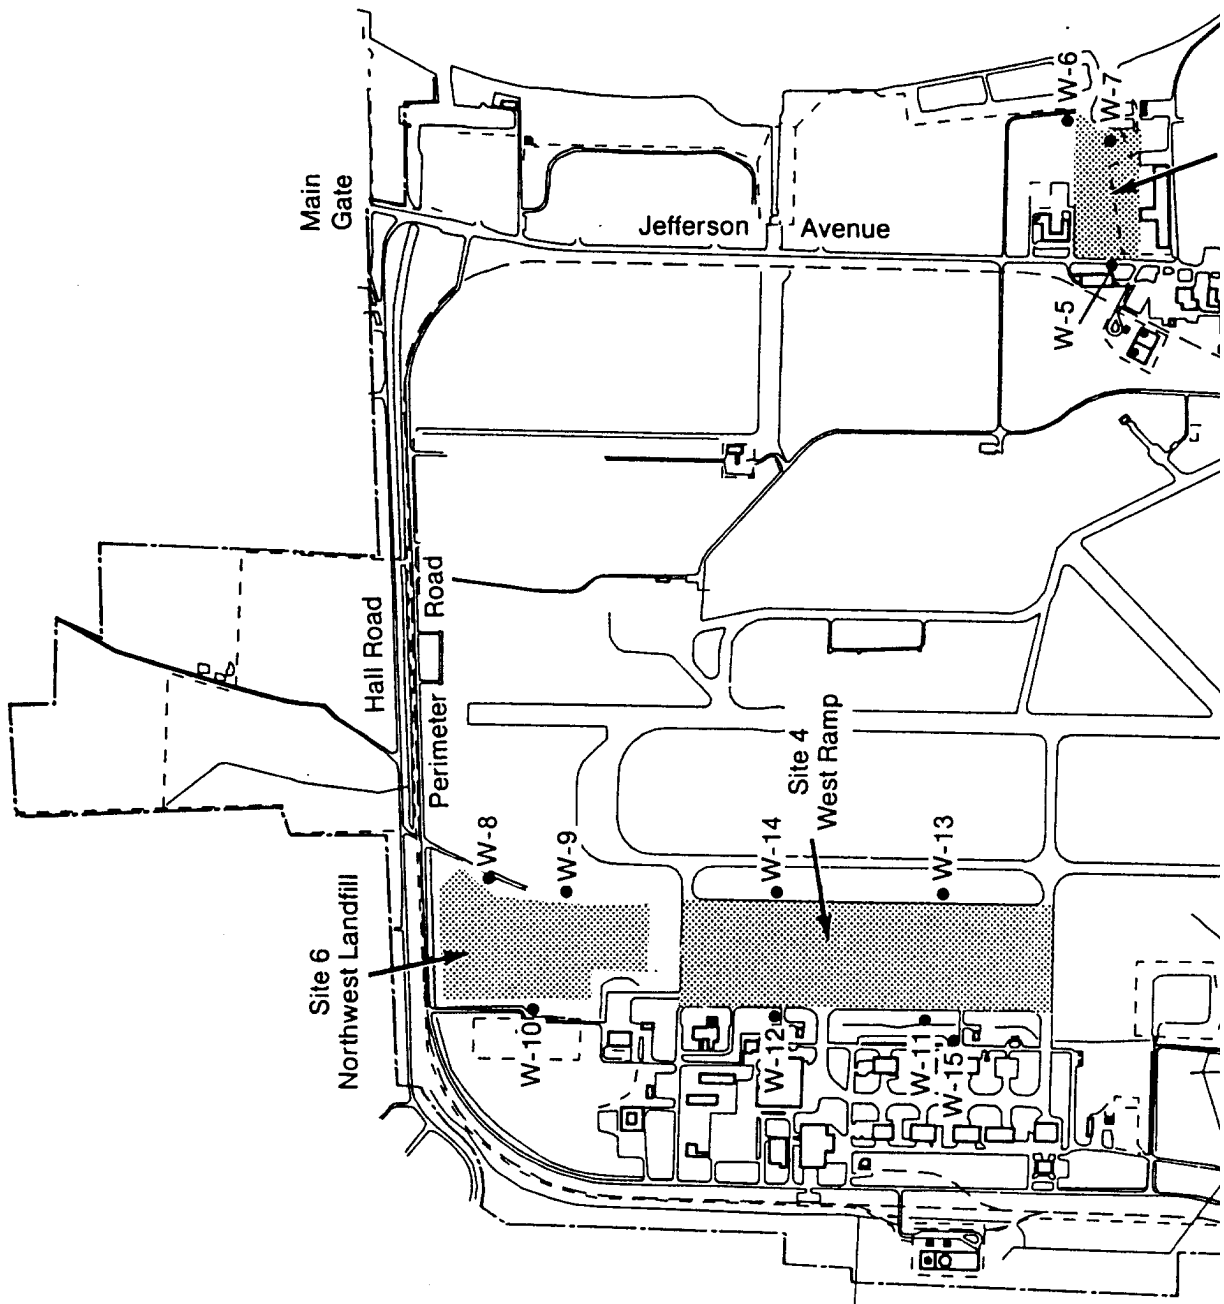 Main
Gate
Jefferson Avenue
W-6
W-7
W-5
Hall Road
Perimeter Road
Site 4
West Ramp
W-8
W-9
W-14
W-13
Site 6
Northwest Landfill
W-10
W-12
W-11
W-15